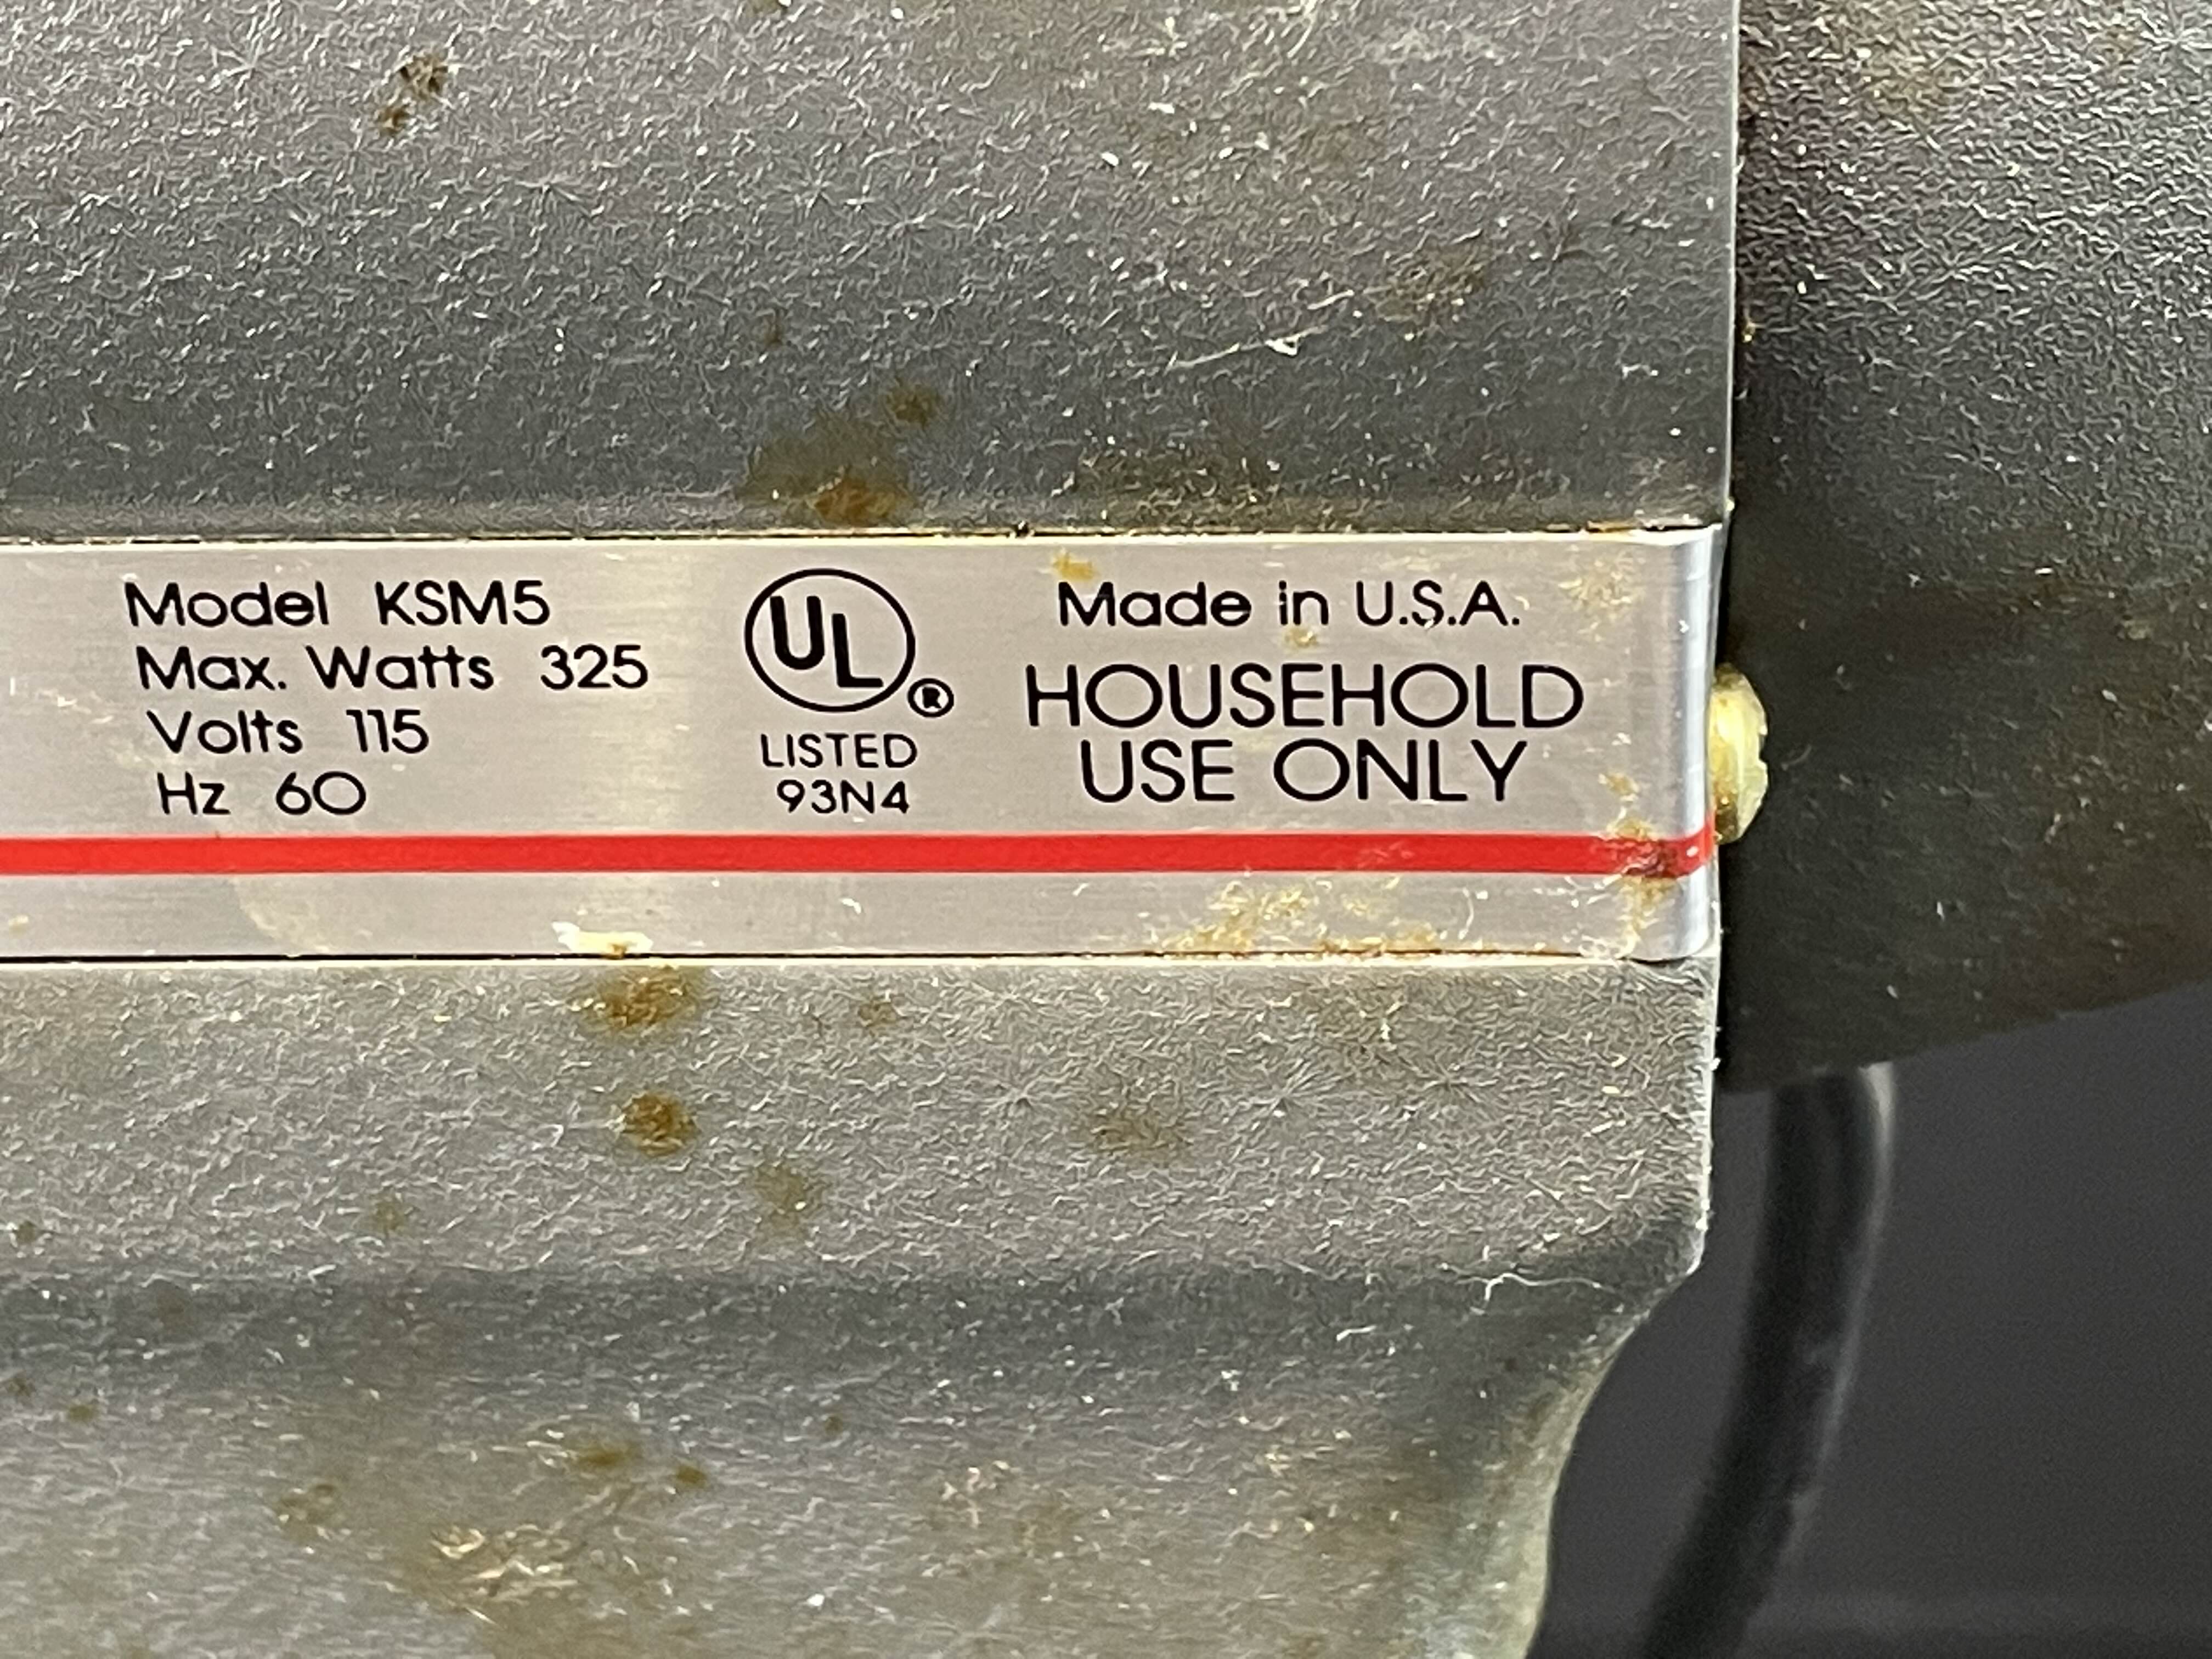 Model KSM5
Max. Watts 325
Volts 115
Hz 60
UL®
LISTED
93N4
Made in U.S.A.
HOUSEHOLD
USE ONLY